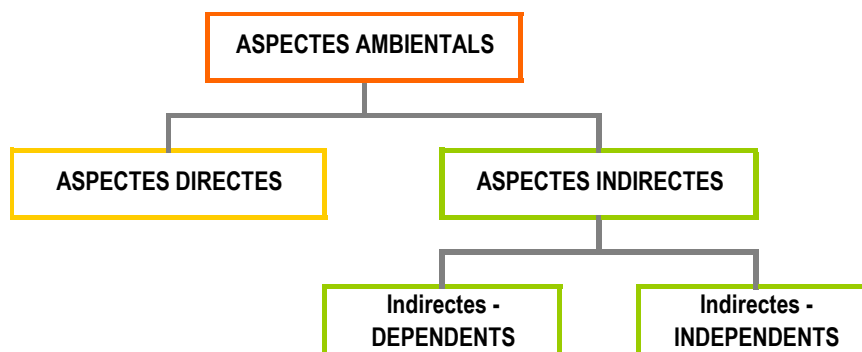 ASPECTES AMBIENTALS
ASPECTES DIRECTES
ASPECTES INDIRECTES
Indirectes -
DEPENDENTS
Indirectes -
INDEPENDENTS